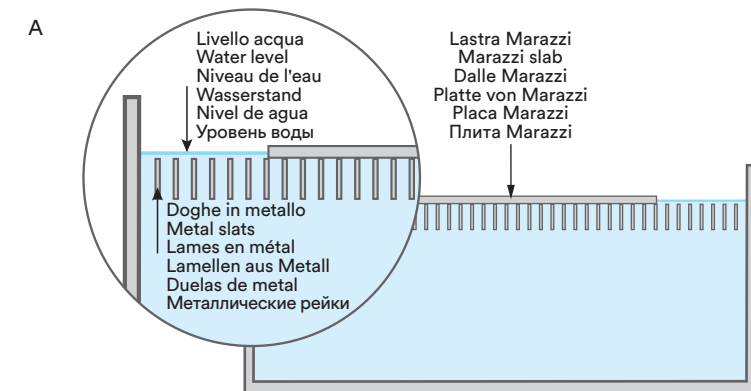 A
Livello acqua
Water level
Niveau de l'eau
Wasserstand
Nivel de agua
Уровень воды
Lastra Marazzi
Marazzi slab
Dalle Marazzi
Platte von Marazzi
Placa Marazzi
Плита Marazzi
Doghe in metallo
Metal slats
Lames en métal
Lamellen aus Metall
Duelas de metal
Металлические рейки